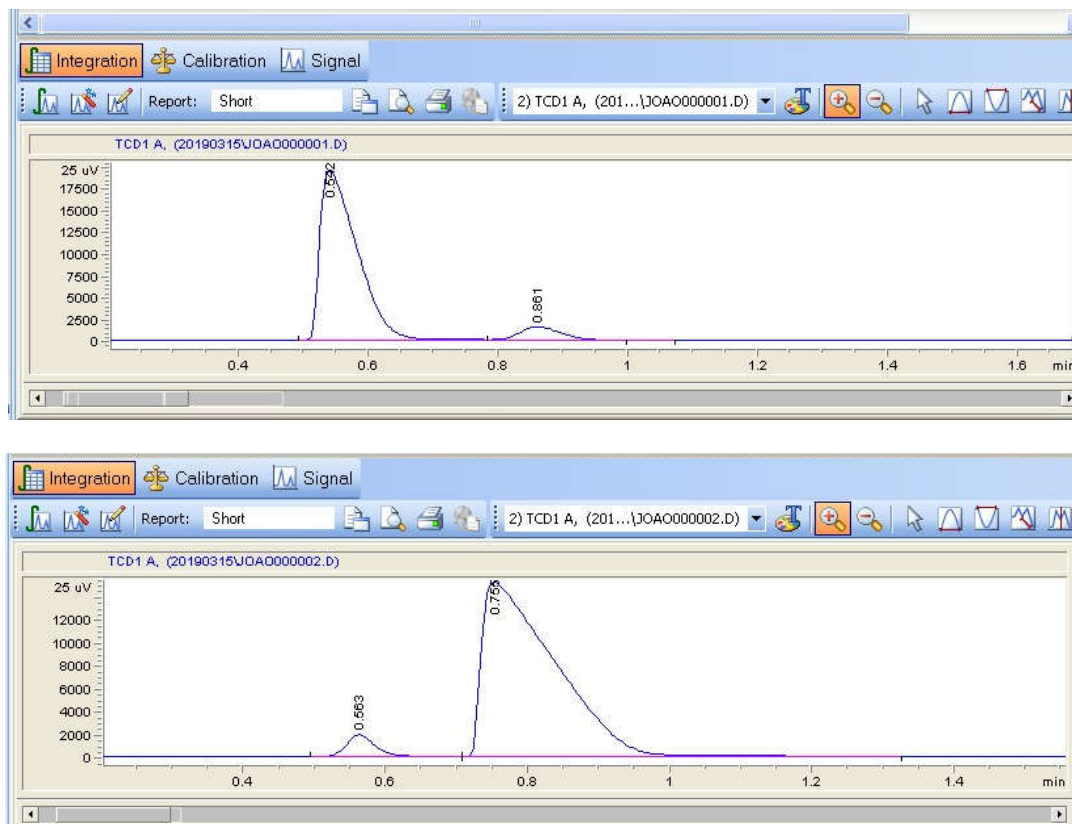 Integration Calibration Signal
Report: Short 2) TCD1 A, (201...\JOAO000001.D)
TCD1 A, (20190315\JOAO000001.D)
25 uV
17500
15000
12500
10000
7500
5000
2500
0
0.542
0.861
0.4 0.6 0.8 1 1.2 1.4 1.6 min
Integration Calibration Signal
Report: Short 2) TCD1 A, (201...\JOAO000002.D)
TCD1 A, (20190315\JOAO000002.D)
25 uV
12000
10000
8000
6000
4000
2000
0
0.563
0.755
0.4 0.6 0.8 1 1.2 1.4 min